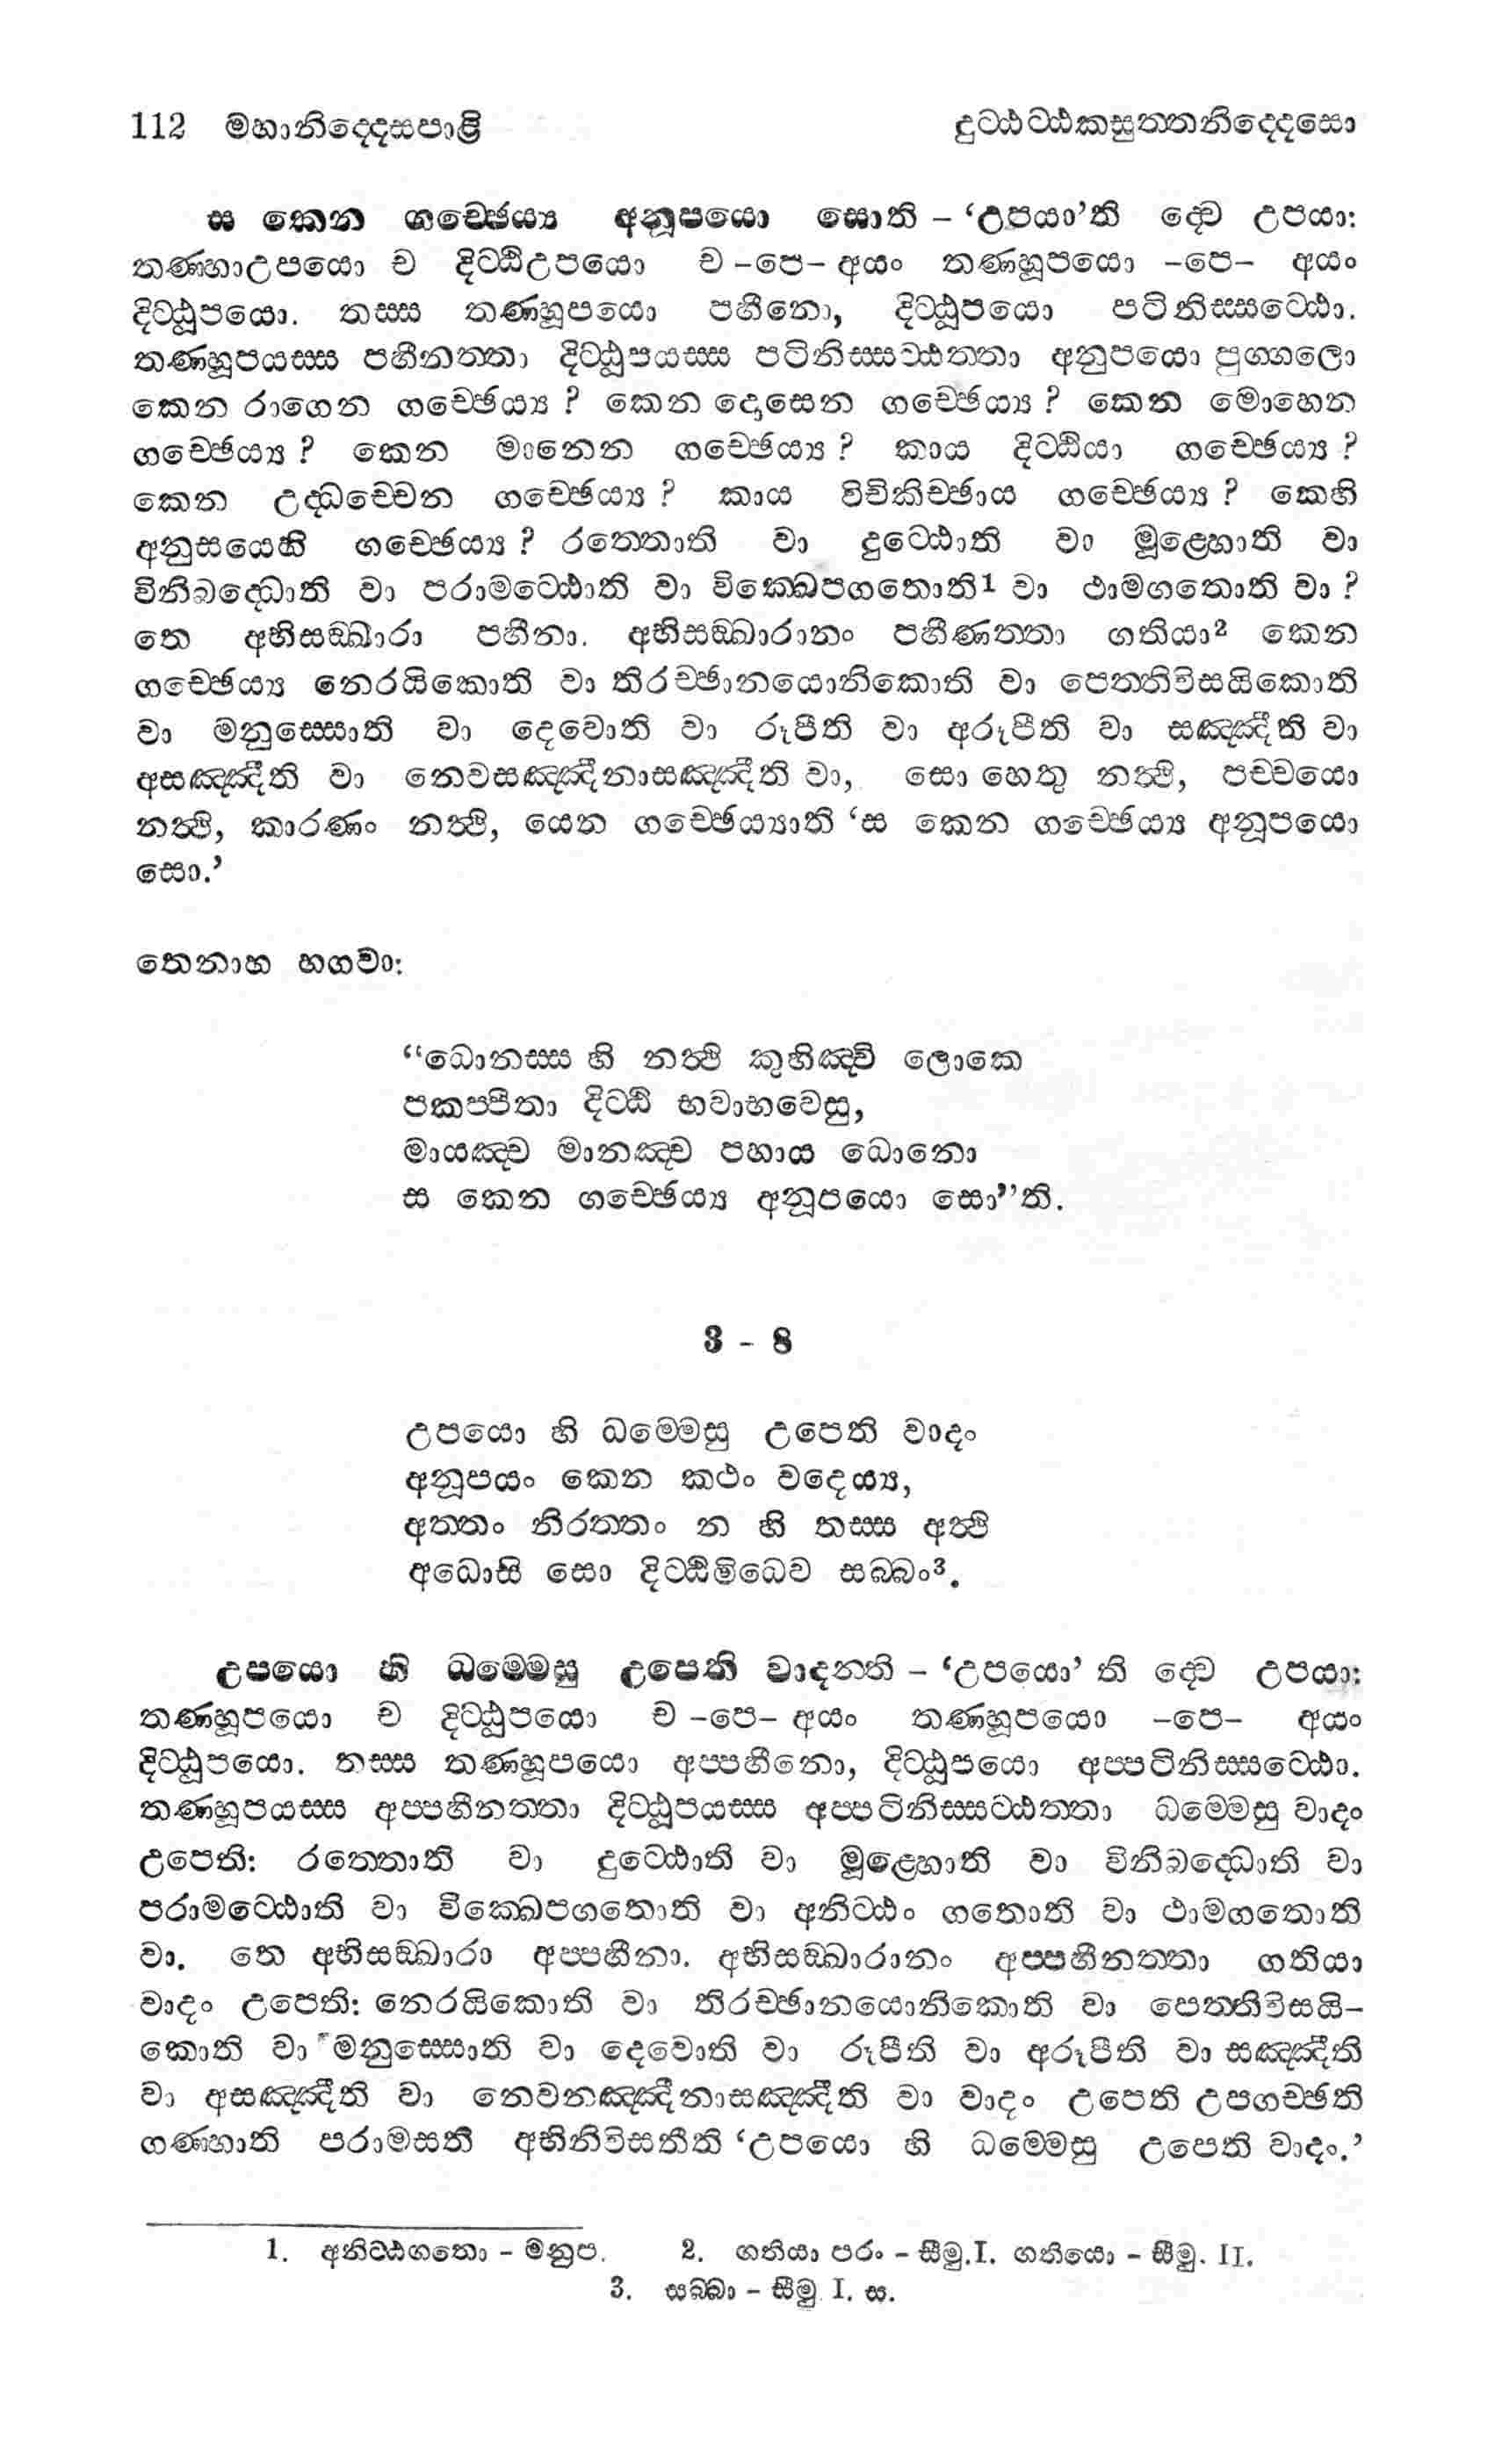 112 මහානිද්දෙසපාළි දුට්ඨට්ඨකසුත්තනිද්දෙසො
ස කෙන ගච්ඡෙය්‍ය අනූපයො සොති – ‘උපයා’ති ද්වෙ උපයා:
තණ්හාඋපයො ච දිට්ඨිඋපයො ච –පෙ– අයං තණ්හූපයො –පෙ– අයං
දිට්ඨූපයො. තස්ස තණ්හූපයො පහීනො, දිට්ඨූපයො පටිනිස්සට්ඨො.
තණ්හූපයස්ස පහීනත්තා දිට්ඨූපයස්ස පටිනිස්සට්ඨත්තා අනුපයො පුග්ගලො
කෙන රාගෙන ගච්ඡෙය්‍ය ? කෙන දොසෙන ගච්ඡෙය්‍ය ? කෙන මොහෙන
ගච්ඡෙය්‍ය ? කෙන මානෙන ගච්ඡෙය්‍ය ? කාය දිට්ඨියා ගච්ඡෙය්‍ය ?
කෙන උද්ධච්චෙන ගච්ඡෙය්‍ය ? කාය විචිකිච්ඡාය ගච්ඡෙය්‍ය ? කෙහි
අනුසයෙහි ගච්ඡෙය්‍ය ? රත්තොති වා දුට්ඨොති වා මූළ්හොති වා
විනිබද්ධොති වා පරාමට්ඨොති වා වික්ඛෙපගතොති1 වා ථාමගතොති වා ?
තෙ අභිසඞ්ඛාරා පහීනා. අභිසඞ්ඛාරානං පහීණත්තා ගතියා2 කෙන
ගච්ඡෙය්‍ය නෙරයිකොති වා තිරච්ඡානයොනිකොති වා පෙත්තිවිසයිකොති
වා මනුස්සොති වා දෙවොති වා රූපීති වා අරූපීති වා සඤ්ඤීති වා
අසඤ්ඤීති වා නෙවසඤ්ඤීනාසඤ්ඤීති වා, සො හෙතු නත්ථි, පච්චයො
නත්ථි, කාරණං නත්ථි, යෙන ගච්ඡෙය්‍යාති ‘ස කෙන ගච්ඡෙය්‍ය අනූපයො
සො.’
තෙනාහ භගවා:
“ධොනස්ස හි නත්ථි කුහිඤ්චි ලොකෙ
පකප්පිතා දිට්ඨි භවාභවෙසු,
මායඤ්ච මානඤ්ච පහාය ධොනො
ස කෙන ගච්ඡෙය්‍ය අනූපයො සො”ති.
3 – 8
උපයො හි ධම්මෙසු උපෙති වාදං
අනූපයං කෙන කථං වදෙය්‍ය,
අත්තං නිරත්තං න හි තස්ස අත්ථි
අධොසි සො දිට්ඨිමිධෙව සබ්බං3.
උපයො හි ධම්මෙසු උපෙති වාදන්ති – ‘උපයො’ ති ද්වෙ උපයා:
තණ්හූපයො ච දිට්ඨූපයො ච –පෙ– අයං තණ්හූපයො –පෙ– අයං
දිට්ඨූපයො. තස්ස තණ්හූපයො අප්පහීනො, දිට්ඨූපයො අප්පටිනිස්සට්ඨො.
තණ්හූපයස්ස අප්පහීනත්තා දිට්ඨූපයස්ස අප්පටිනිස්සට්ඨත්තා ධම්මෙසු වාදං
උපෙති: රත්තොති වා දුට්ඨොති වා මූළ්හොති වා විනිබද්ධොති වා
පරාමට්ඨොති වා වික්ඛෙපගතොති වා අනිට්ඨං ගතොති වා ථාමගතොති
වා. තෙ අභිසඞ්ඛාරා අප්පහීනා. අභිසඞ්ඛාරානං අප්පහීනත්තා ගතියා
වාදං උපෙති: නෙරයිකොති වා තිරච්ඡානයොනිකොති වා පෙත්තිවිසයි-
කොති වා මනුස්සොති වා දෙවොති වා රූපීති වා අරූපීති වා සඤ්ඤීති
වා අසඤ්ඤීති වා නෙවනඤ්ඤීනාසඤ්ඤීති වා වාදං උපෙති උපගච්ඡති
ගණ්හාති පරාමසති අභිනිවිසතීති ‘උපයො හි ධම්මෙසු උපෙති වාදං.’
1. අනිට්ඨගතො – මනුප. 2. ගතියා පරං – සීමු.I. ගතියො – සීමු. II.
3. සබ්බා – සීමු I. ස.